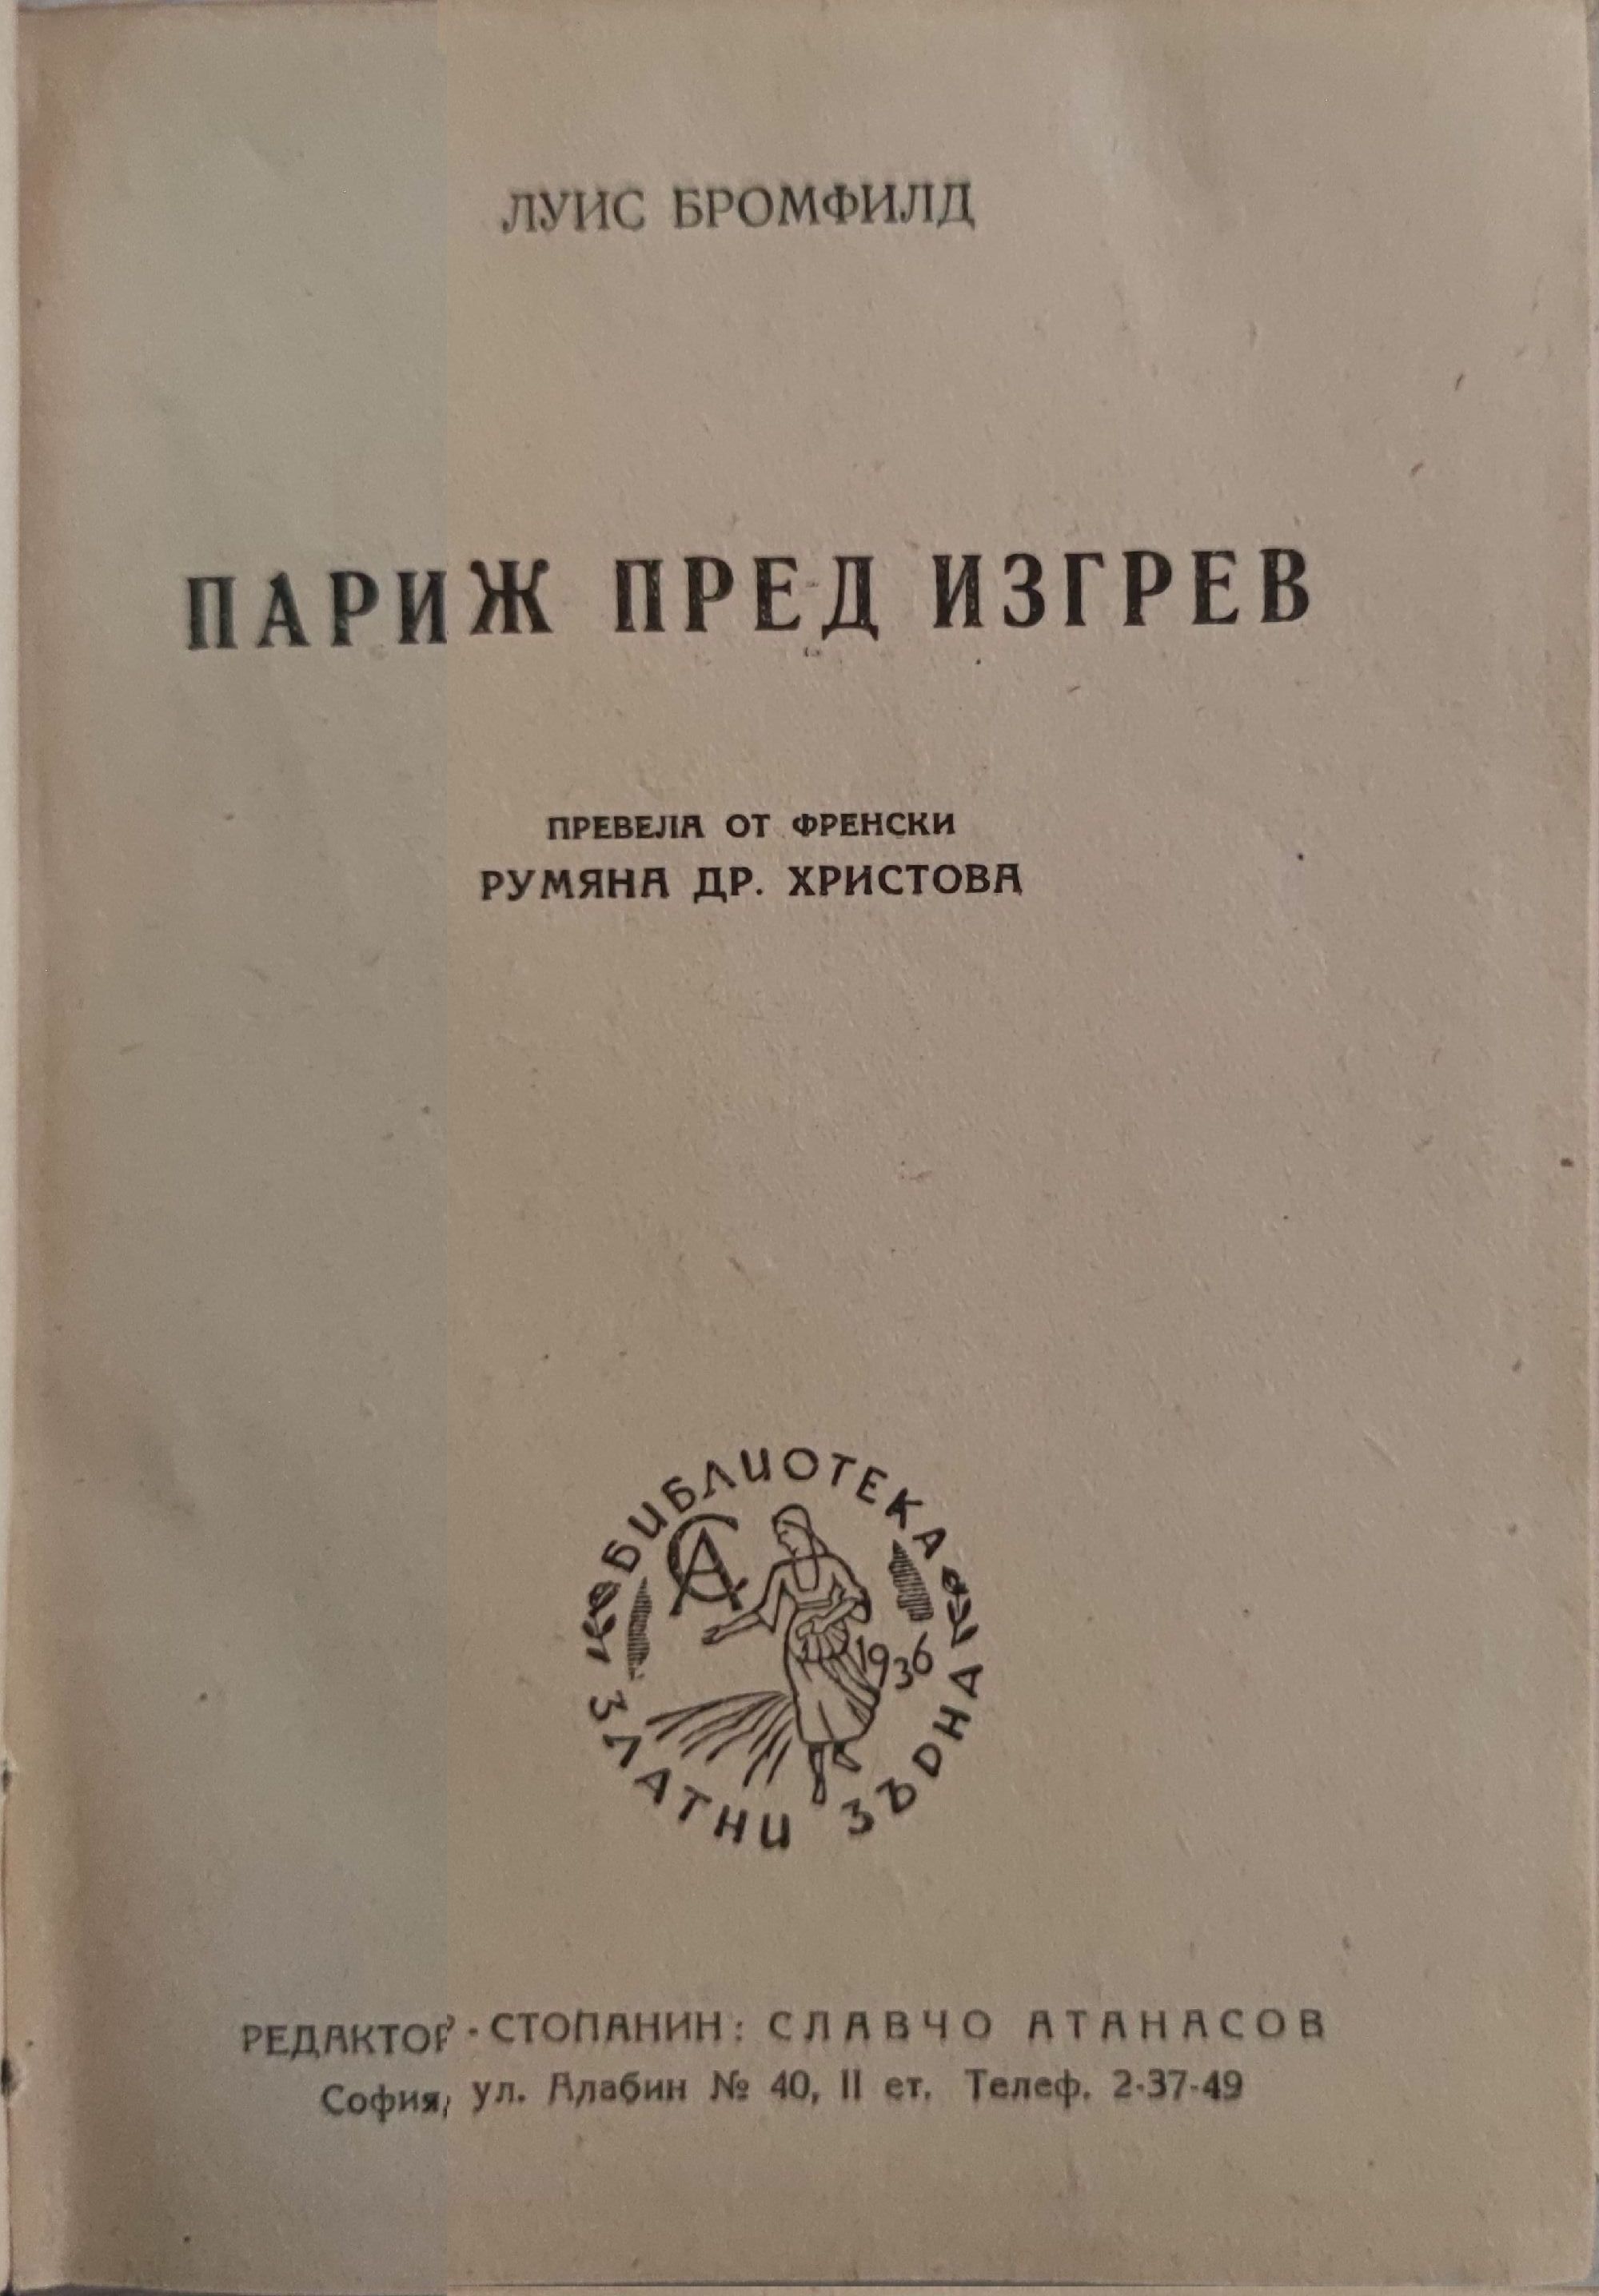 ЛУИС БРОМФИЛД
ПАРИЖ ПРЕД ИЗГРЕВ
ПРЕВЕЛА ОТ ФРЕНСКИ
РУМЯНА ДР. ХРИСТОВА
БИБЛИОТЕКА
СА
1936
ЗЛАТНИ ЗЪРНА
РЕДАКТОР - СТОПАНИН: СЛАВЧО АТАНАСОВ
София, ул. Алабин № 40, II ет. Телеф. 2-37-49